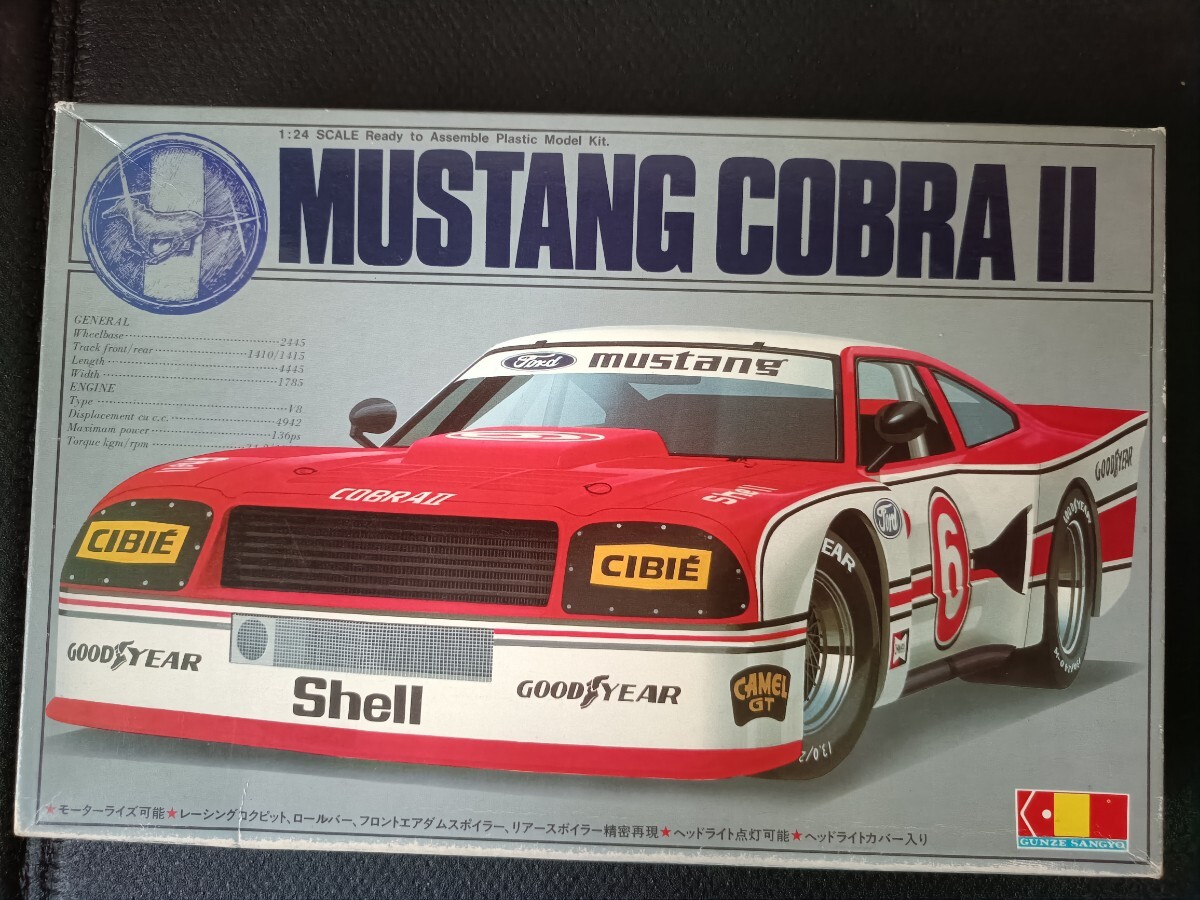 1:24 SCALE Ready to Assemble Plastic Model Kit.
MUSTANG COBRA II
GENERAL
Wheelbase 2445
Track front/rear 1410/1415
Length 4445
Width 1785
ENGINE
Type V8
Displacement cu c.c. 4942
Maximum power 136ps
Torque kgm/rpm
Ford mustang
6
COBRA II
Shell
CIBIÉ
CIBIÉ
Ford
6
GOODYEAR
GOODYEAR
EAR
GOODYEAR
Shell
GOODYEAR
CAMEL
GT
13.0/2
★モーターライズ可能★レーシングコクピット、ロールバー、フロントエアダムスポイラー、リアースポイラー精密再現★ヘッドライト点灯可能★ヘッドライトカバー入り
GUNZE SANGYO